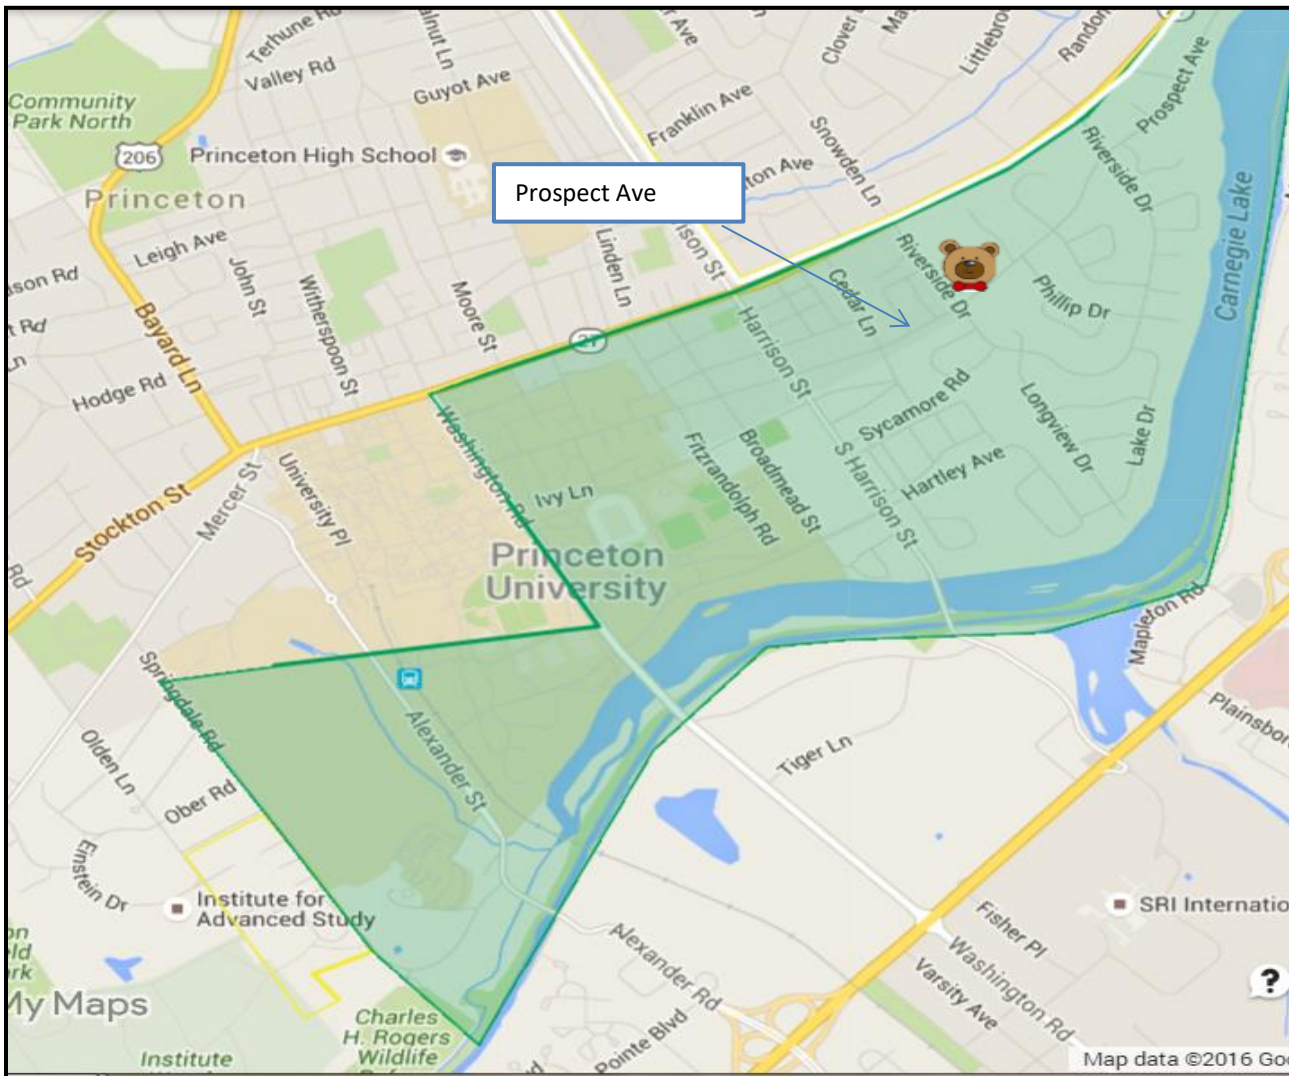 Terhune Rd
Valley Rd
Guyot Ave
Community
Park North
206
Princeton High School
Princeton
Prospect Ave
Franklin Ave
Snowden Ln
Prospect Ave
Riverside Dr
Carnegie Lake
Leigh Ave
John St
Witherspoon St
Moore St
Linden Ln
Bayard Ln
Hodge Rd
27
Cedar Ln
Riverside Dr
Phillip Dr
Harrison St
Sycamore Rd
Longview Dr
Lake Dr
Hartley Ave
S Harrison St
Broadmead St
Fitzrandolph Rd
Washington Rd
Ivy Ln
University Pl
Mercer St
Stockton St
Rd
Princeton
University
Mapleton Rd
Springdale Rd
Olden Ln
Ober Rd
Alexander St
Tiger Ln
Einstein Dr
Institute for
Advanced Study
SRI Internatio
Fisher Pl
Washington Rd
Varsity Ave
Alexander Rd
Pointe Blvd
My Maps
Charles
H. Rogers
Wildlife
Institute
?
Map data ©2016 Goo